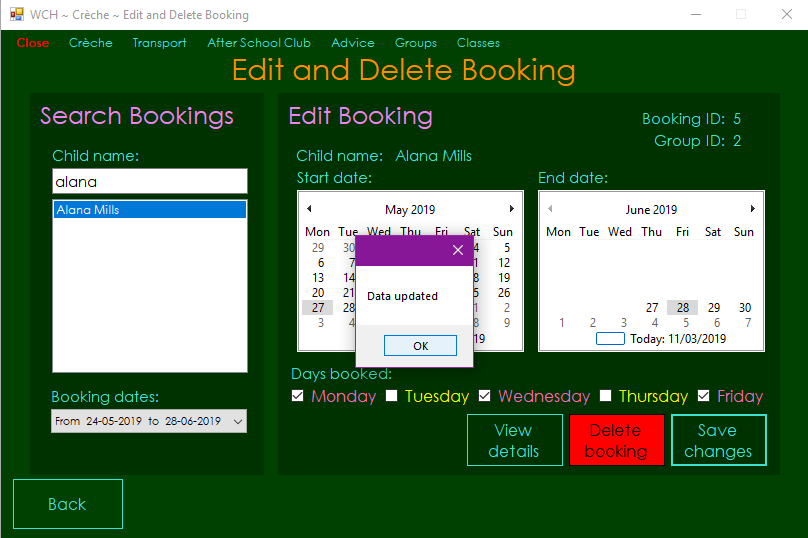 WCH ~ Crèche ~ Edit and Delete Booking
Close Crèche Transport After School Club Advice Groups Classes
Edit and Delete Booking
Search Bookings
Child name:
alana
Alana Mills
Booking dates:
From 24-05-2019 to 28-06-2019
Edit Booking
Booking ID: 5
Group ID: 2
Child name: Alana Mills
Start date:
May 2019
Mon Tue Wed Thu Fri Sat Sun
29 30 4 5
6 7 12
13 14 18 19
20 21 25 26
27 28 1 2
3 4 8 9
End date:
June 2019
Mon Tue Wed Thu Fri Sat Sun
27 28 29 30
1 2 3 4 5 6 7
Today: 11/03/2019
Data updated
OK
Days booked:
Monday Tuesday Wednesday Thursday Friday
View details
Delete booking
Save changes
Back